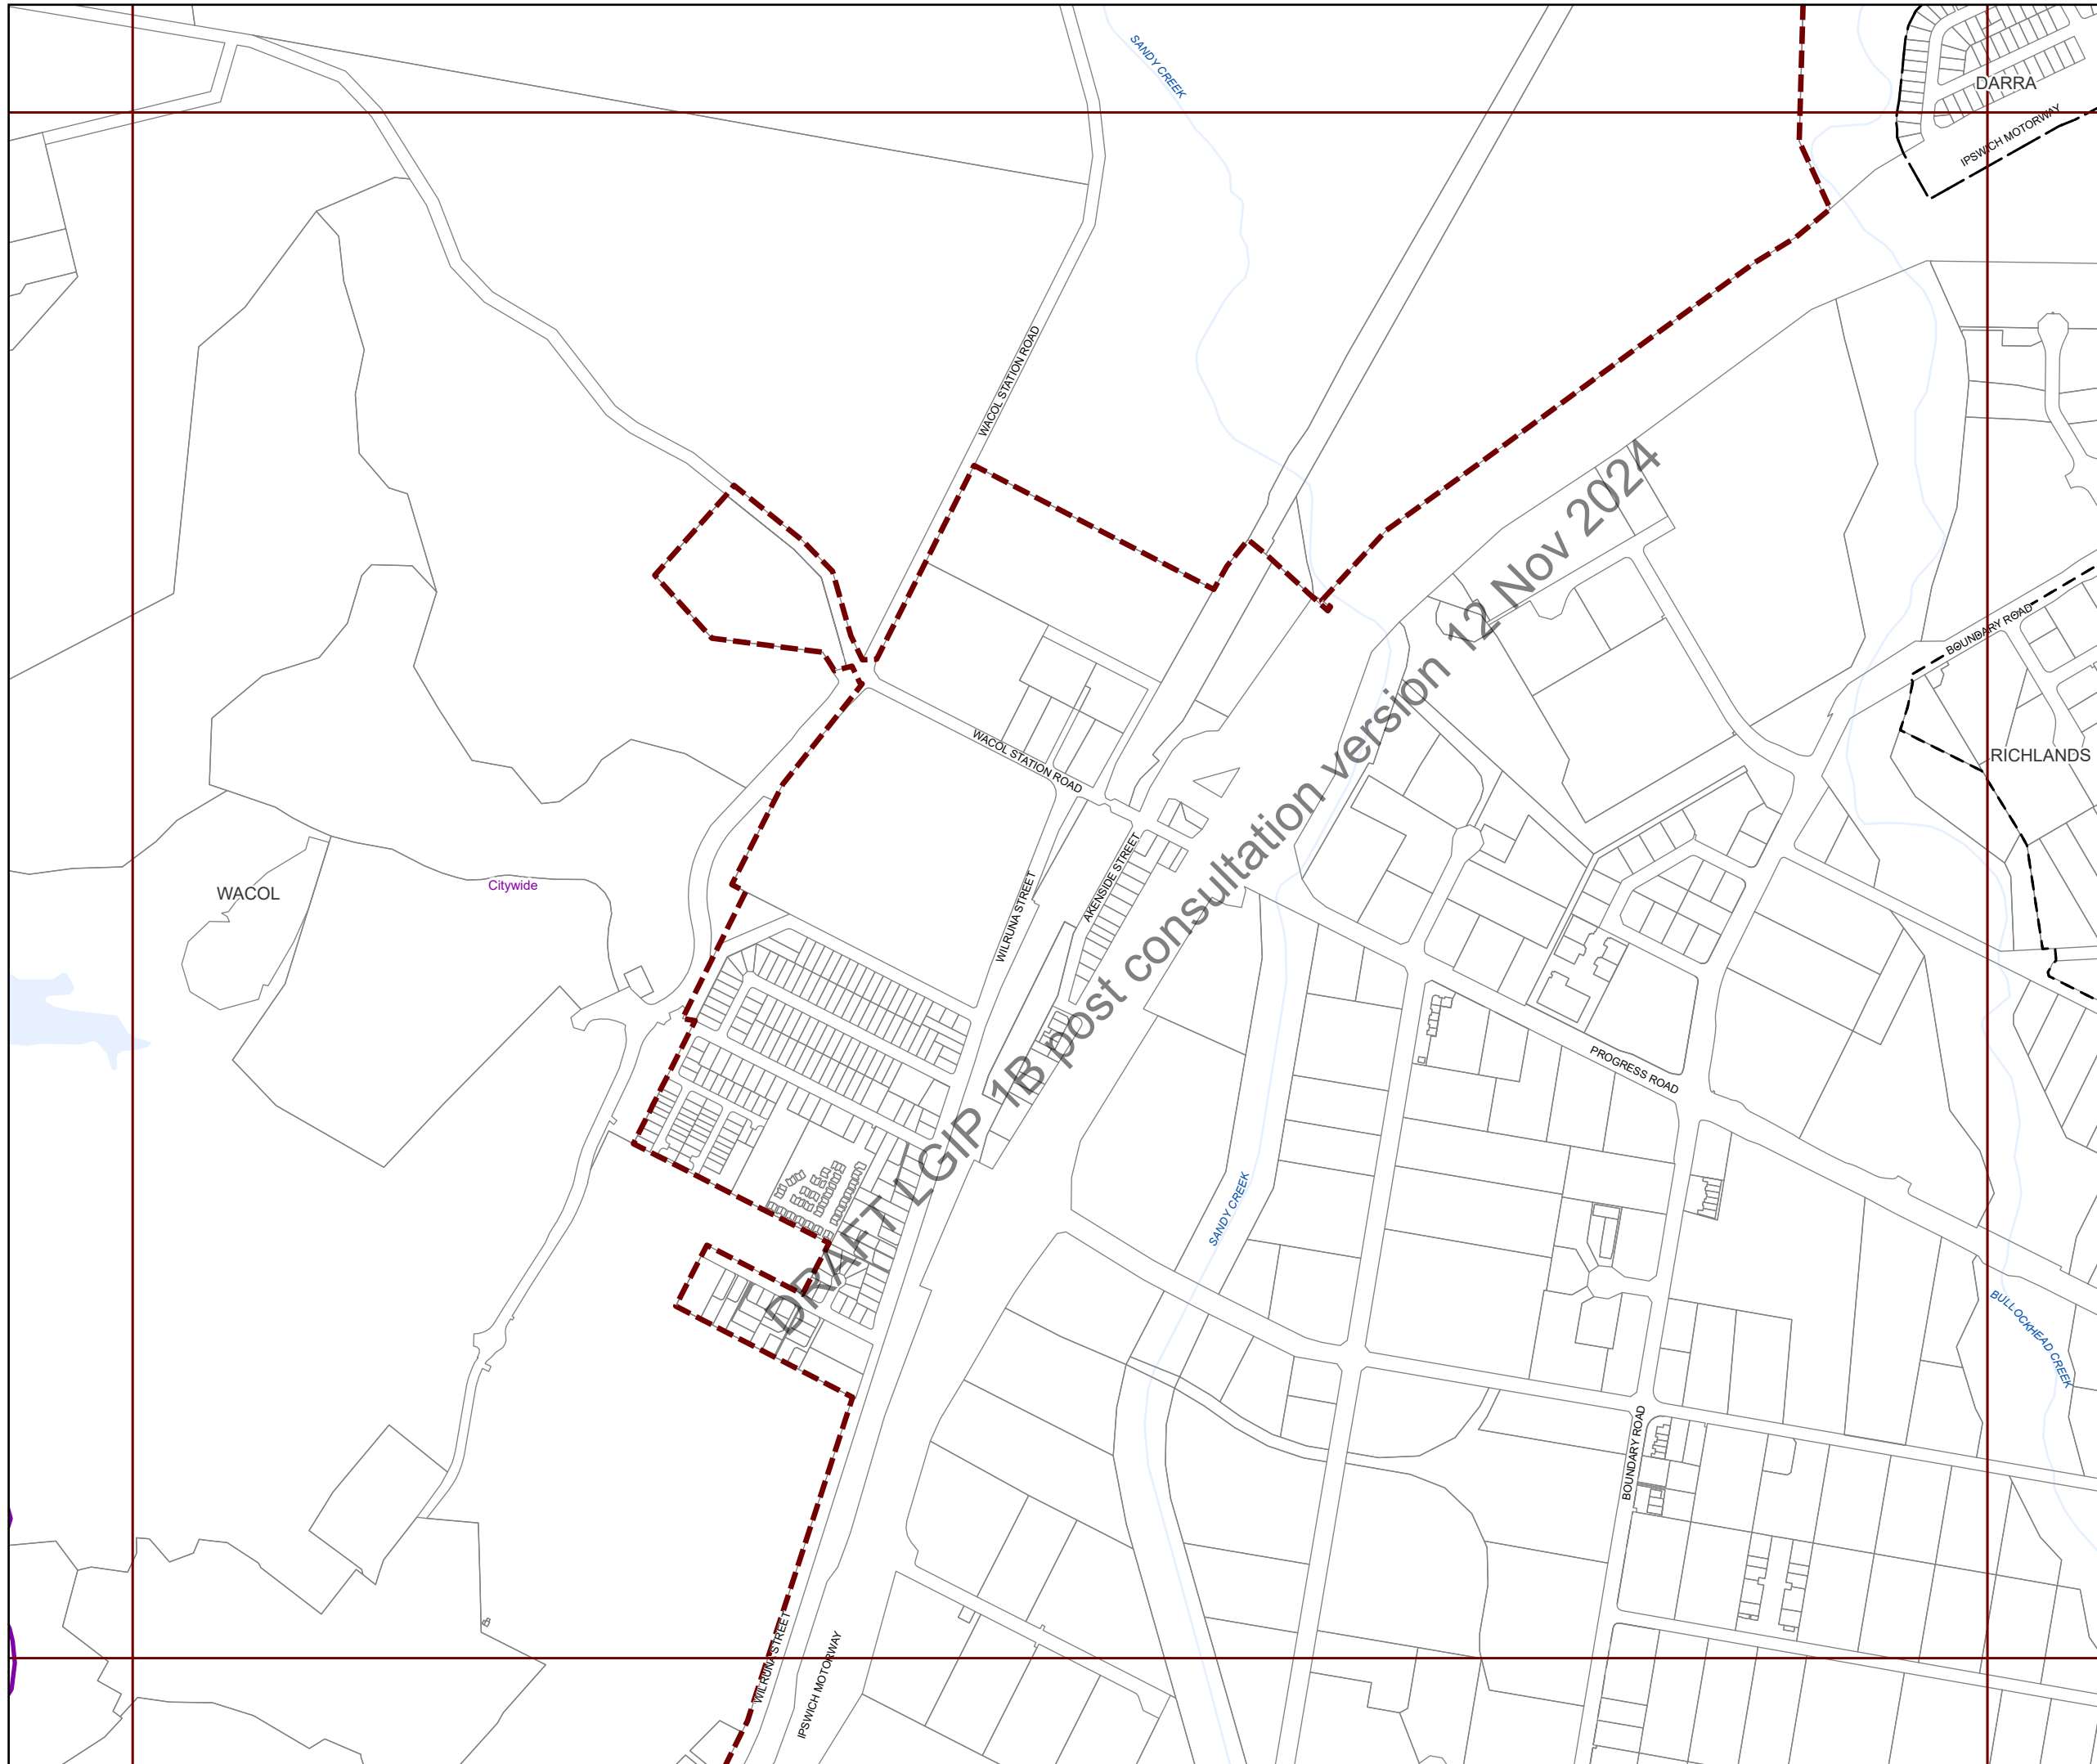 SANDY CREEK
DARRA
IPSWICH MOTORWAY
WACOL STATION ROAD
DRAFT LGIP 1B post consultation version 12 Nov 2024
BOUNDARY ROAD
RICHLANDS
WACOL STATION ROAD
WACOL
Citywide
WILRUNA STREET
AKENSIDE STREET
PROGRESS ROAD
SANDY CREEK
BULLOCKHEAD CREEK
BOUNDARY ROAD
WILRUNA STREET
IPSWICH MOTORWAY